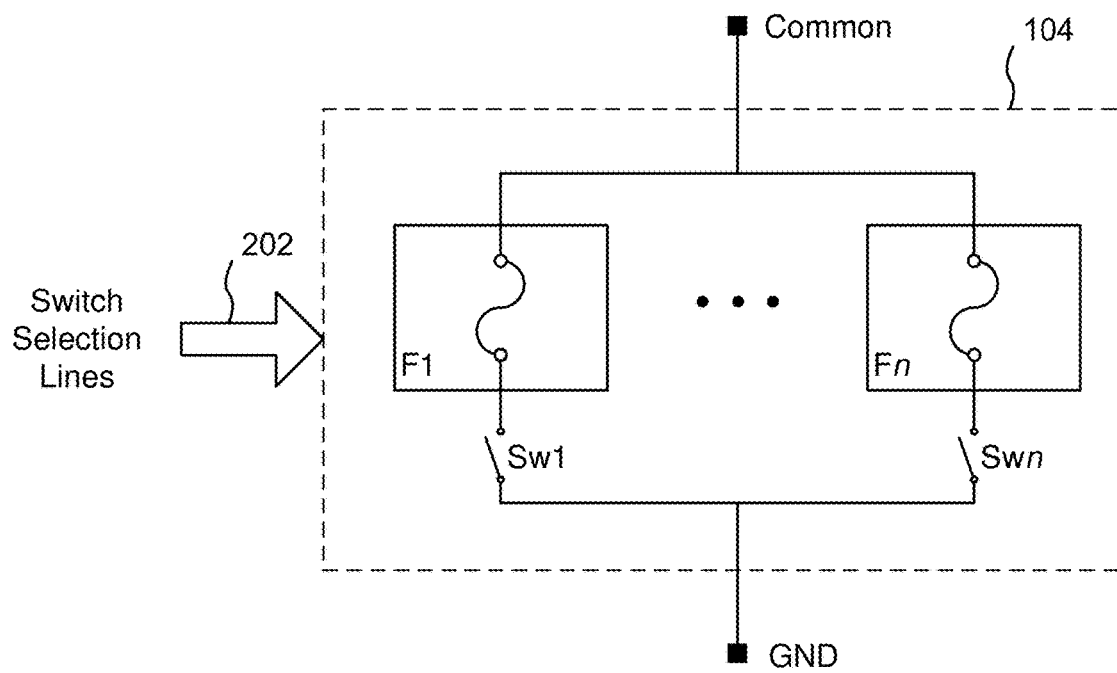 Common
104
202
Switch
Selection
Lines
F1
Fn
Sw1
Swn
GND